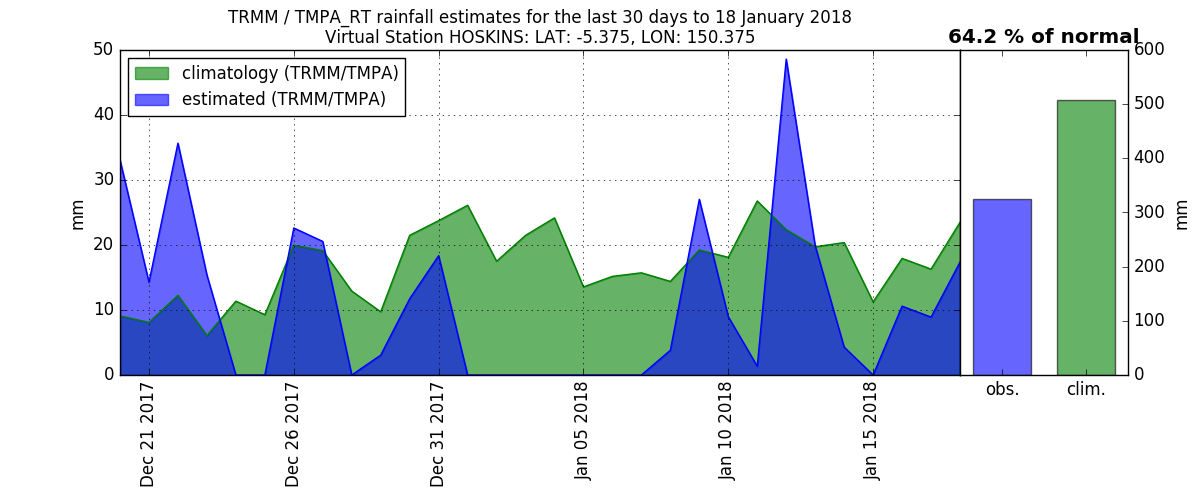 TRMM / TMPA_RT rainfall estimates for the last 30 days to 18 January 2018
Virtual Station HOSKINS: LAT: -5.375, LON: 150.375
64.2 % of normal
climatology (TRMM/TMPA)
estimated (TRMM/TMPA)
50
40
30
20
10
0
mm
Dec 21 2017
Dec 26 2017
Dec 31 2017
Jan 05 2018
Jan 10 2018
Jan 15 2018
obs.
clim.
600
500
400
300
200
100
0
mm